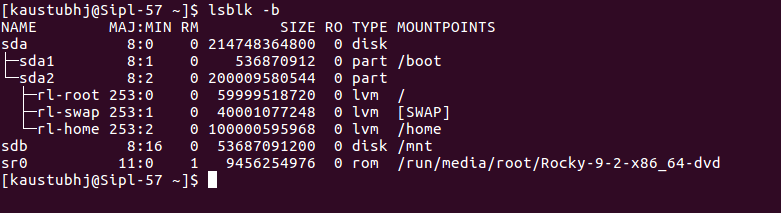 [kaustubhj@Sipl-57 ~]$ lsblk -b
NAME        MAJ:MIN RM         SIZE RO TYPE MOUNTPOINTS
sda           8:0    0 214748364800  0 disk
├─sda1        8:1    0    536870912  0 part /boot
└─sda2        8:2    0 200009580544  0 part
  ├─rl-root 253:0    0  59999518720  0 lvm  /
  ├─rl-swap 253:1    0  40001077248  0 lvm  [SWAP]
  └─rl-home 253:2    0 100000595968  0 lvm  /home
sdb           8:16   0  53687091200  0 disk /mnt
sr0          11:0    1   9456254976  0 rom  /run/media/root/Rocky-9-2-x86_64-dvd
[kaustubhj@Sipl-57 ~]$